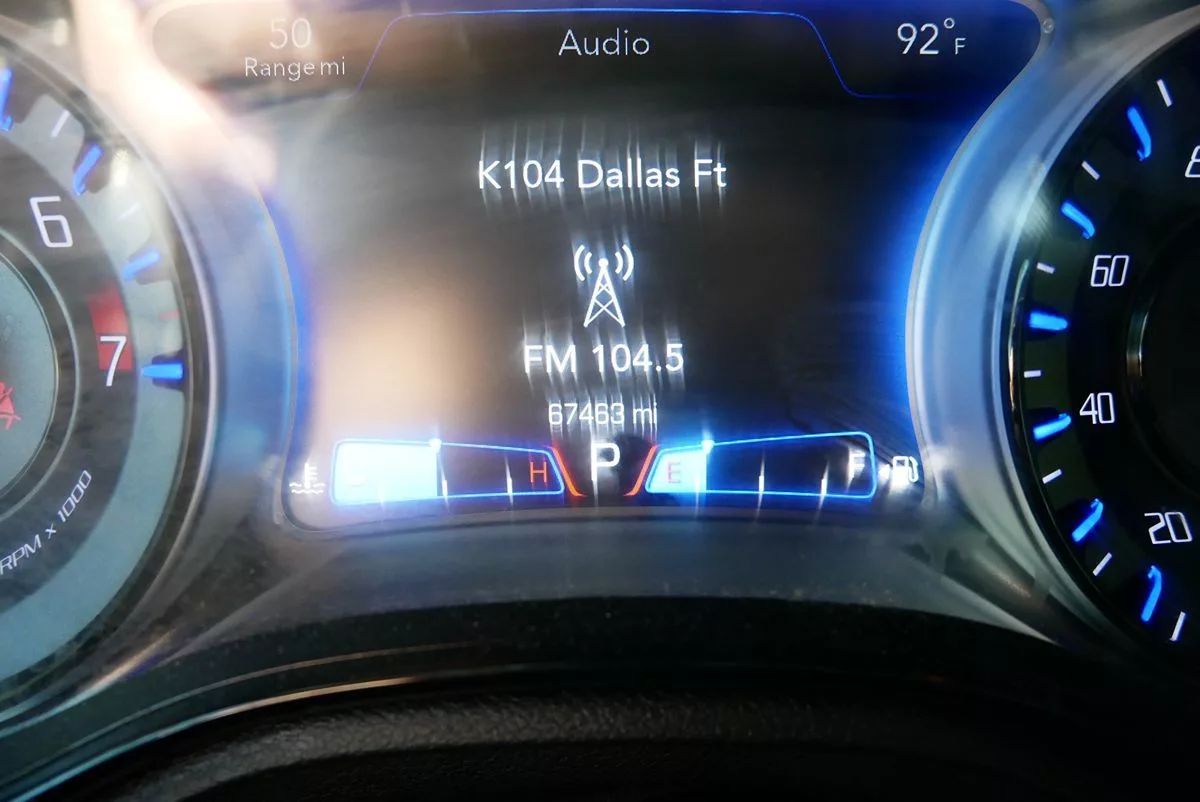 50
Range mi
Audio
92°F
K104 Dallas Ft
FM 104.5
67463 mi
H
P
E
F
6
7
RPM x 1000
60
40
20